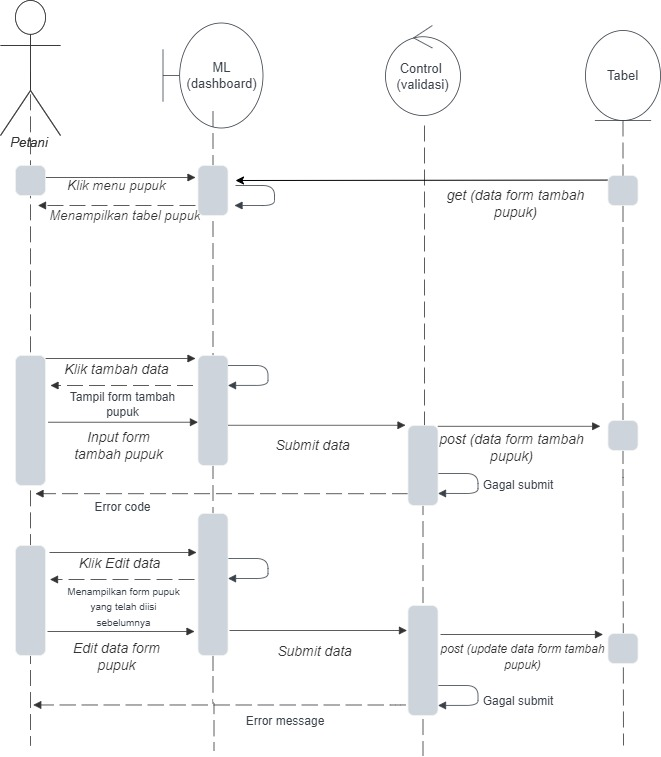 ML
(dashboard)
Control
(validasi)
Tabel
Petani
Klik menu pupuk
get (data form tambah
pupuk)
Menampilkan tabel pupuk
Klik tambah data
Tampil form tambah
pupuk
Input form
tambah pupuk
Submit data
post (data form tambah
pupuk)
Gagal submit
Error code
Klik Edit data
Menampilkan form pupuk
yang telah diisi
sebelumnya
Edit data form
pupuk
Submit data
post (update data form tambah
pupuk)
Gagal submit
Error message